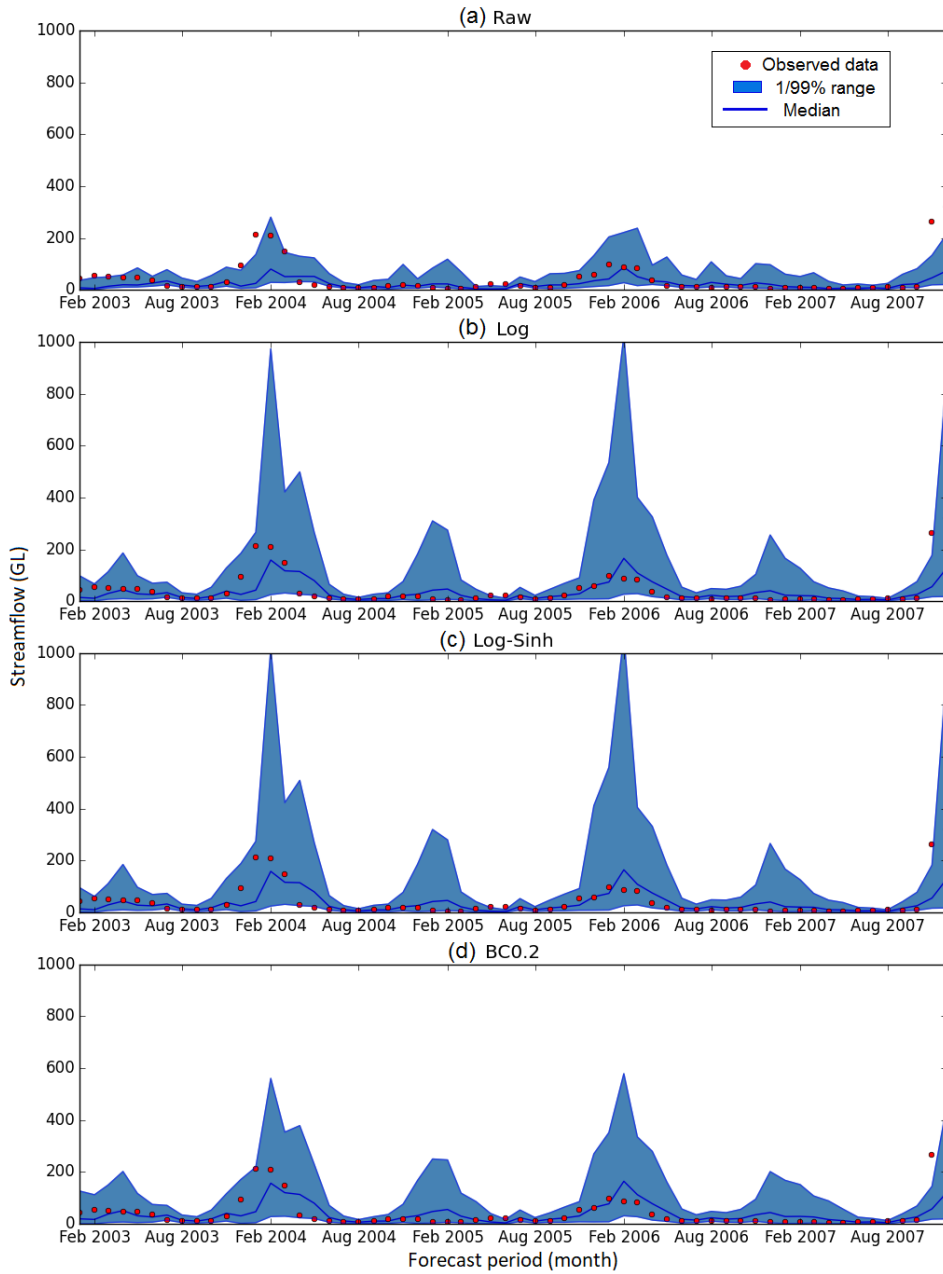 (a) Raw
1000
800
600
400
200
0
Observed data
1/99% range
Median
Feb 2003 Aug 2003 Feb 2004 Aug 2004 Feb 2005 Aug 2005 Feb 2006 Aug 2006 Feb 2007 Aug 2007
(b) Log
1000
800
600
400
200
0
Feb 2003 Aug 2003 Feb 2004 Aug 2004 Feb 2005 Aug 2005 Feb 2006 Aug 2006 Feb 2007 Aug 2007
Streamflow (GL)
(c) Log-Sinh
1000
800
600
400
200
0
Feb 2003 Aug 2003 Feb 2004 Aug 2004 Feb 2005 Aug 2005 Feb 2006 Aug 2006 Feb 2007 Aug 2007
(d) BC0.2
1000
800
600
400
200
0
Feb 2003 Aug 2003 Feb 2004 Aug 2004 Feb 2005 Aug 2005 Feb 2006 Aug 2006 Feb 2007 Aug 2007
Forecast period (month)